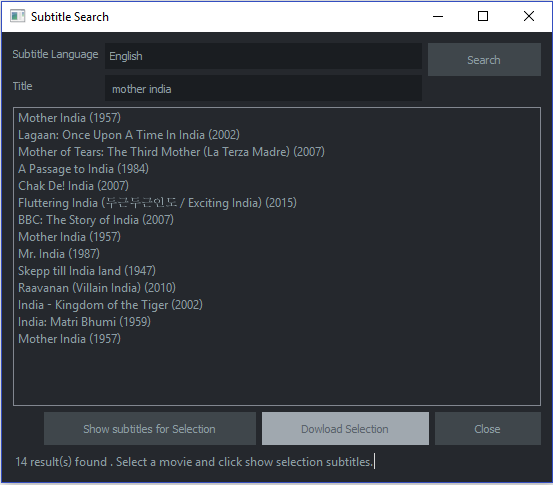 Subtitle Search
Subtitle Language English Search
Title mother india
Mother India (1957)
Lagaan: Once Upon A Time In India (2002)
Mother of Tears: The Third Mother (La Terza Madre) (2007)
A Passage to India (1984)
Chak De! India (2007)
Fluttering India (두근두근인도 / Exciting India) (2015)
BBC: The Story of India (2007)
Mother India (1957)
Mr. India (1987)
Skepp till India land (1947)
Raavanan (Villain India) (2010)
India - Kingdom of the Tiger (2002)
India: Matri Bhumi (1959)
Mother India (1957)
Show subtitles for Selection Dowload Selection Close
14 result(s) found . Select a movie and click show selection subtitles.